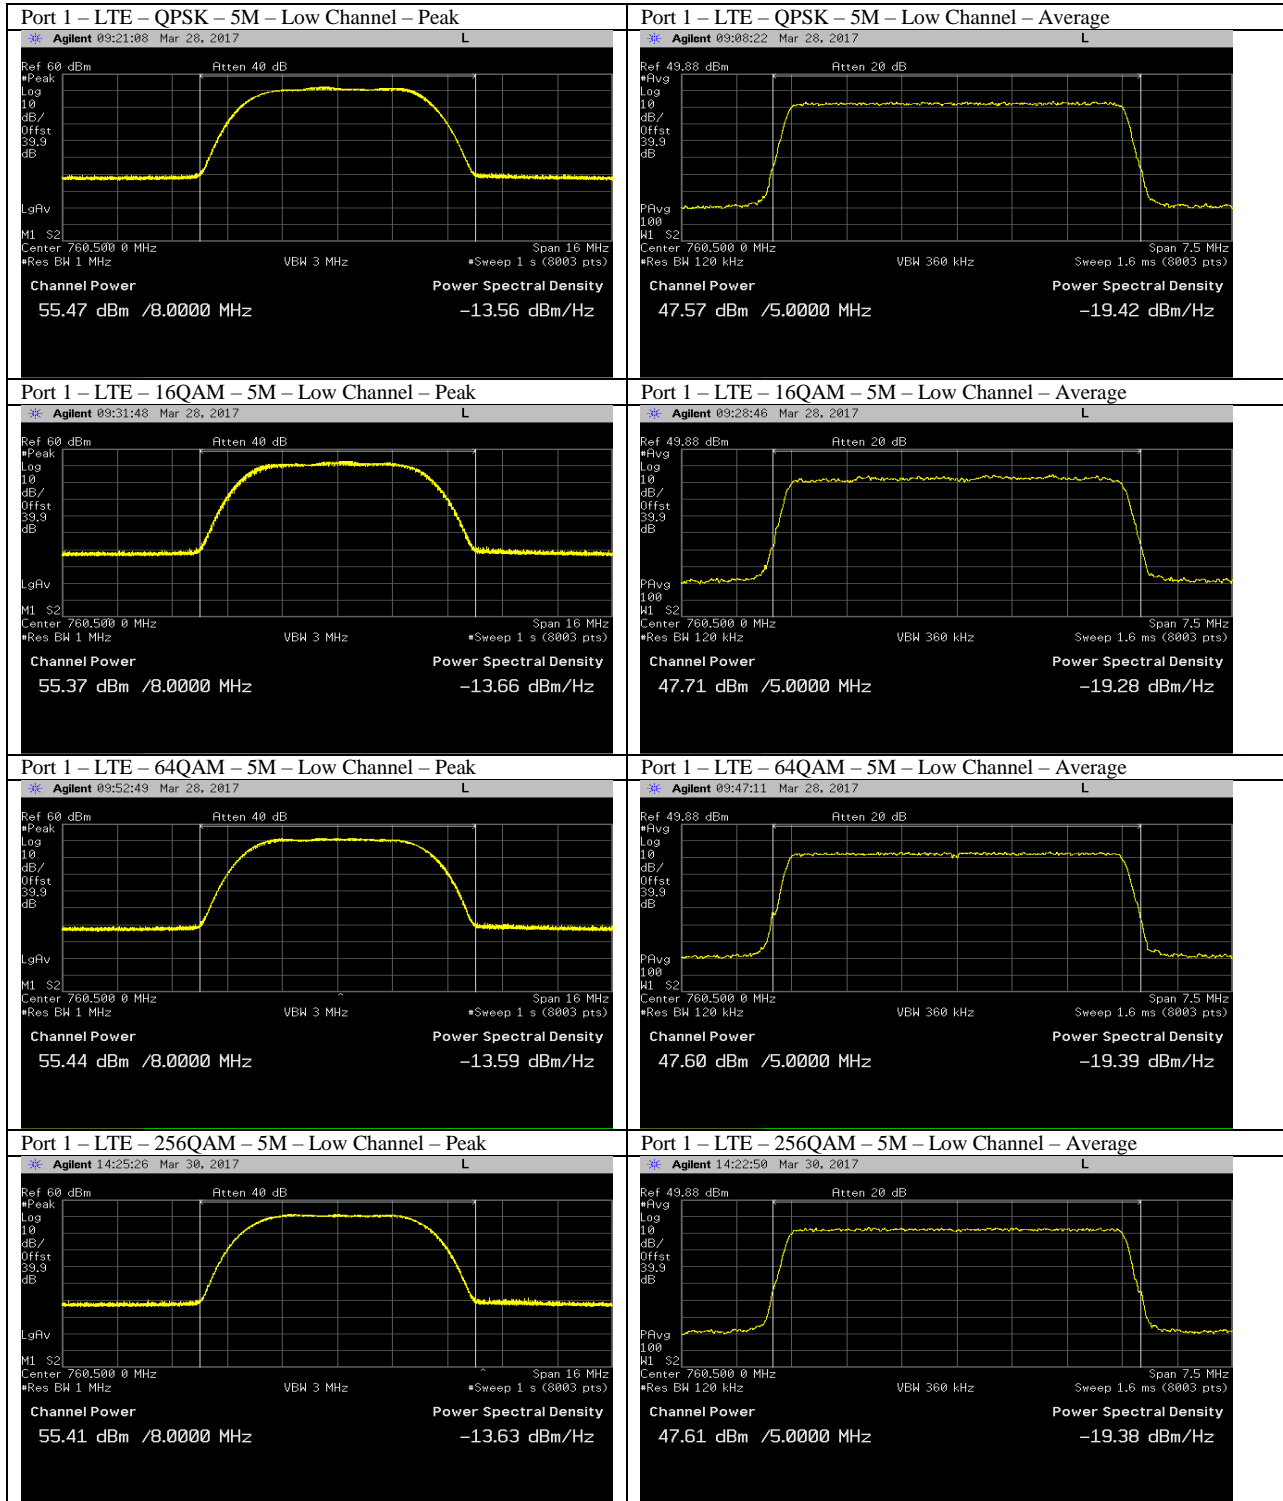 Port 1 – LTE – QPSK – 5M – Low Channel – Peak
Agilent 09:21:08 Mar 28, 2017 L
Ref 60 dBm Atten 40 dB
#Peak
Log
10
dB/
Offst
39.9
dB
LgAv
M1 S2
Center 760.500 0 MHz Span 16 MHz
#Res BW 1 MHz VBW 3 MHz #Sweep 1 s (8003 pts)
Channel Power Power Spectral Density
55.47 dBm /8.0000 MHz -13.56 dBm/Hz
Port 1 – LTE – QPSK – 5M – Low Channel – Average
Agilent 09:08:22 Mar 28, 2017 L
Ref 49.88 dBm Atten 20 dB
#Avg
Log
10
dB/
Offst
39.9
dB
PAvg
100
W1 S2
Center 760.500 0 MHz Span 7.5 MHz
#Res BW 120 kHz VBW 360 kHz Sweep 1.6 ms (8003 pts)
Channel Power Power Spectral Density
47.57 dBm /5.0000 MHz -19.42 dBm/Hz
Port 1 – LTE – 16QAM – 5M – Low Channel – Peak
Agilent 09:31:48 Mar 28, 2017 L
Ref 60 dBm Atten 40 dB
#Peak
Log
10
dB/
Offst
39.9
dB
LgAv
M1 S2
Center 760.500 0 MHz Span 16 MHz
#Res BW 1 MHz VBW 3 MHz #Sweep 1 s (8003 pts)
Channel Power Power Spectral Density
55.37 dBm /8.0000 MHz -13.66 dBm/Hz
Port 1 – LTE – 16QAM – 5M – Low Channel – Average
Agilent 09:28:46 Mar 28, 2017 L
Ref 49.88 dBm Atten 20 dB
#Avg
Log
10
dB/
Offst
39.9
dB
PAvg
100
W1 S2
Center 760.500 0 MHz Span 7.5 MHz
#Res BW 120 kHz VBW 360 kHz Sweep 1.6 ms (8003 pts)
Channel Power Power Spectral Density
47.71 dBm /5.0000 MHz -19.28 dBm/Hz
Port 1 – LTE – 64QAM – 5M – Low Channel – Peak
Agilent 09:52:49 Mar 28, 2017 L
Ref 60 dBm Atten 40 dB
#Peak
Log
10
dB/
Offst
39.9
dB
LgAv
M1 S2
Center 760.500 0 MHz Span 16 MHz
#Res BW 1 MHz VBW 3 MHz #Sweep 1 s (8003 pts)
Channel Power Power Spectral Density
55.44 dBm /8.0000 MHz -13.59 dBm/Hz
Port 1 – LTE – 64QAM – 5M – Low Channel – Average
Agilent 09:47:11 Mar 28, 2017 L
Ref 49.88 dBm Atten 20 dB
#Avg
Log
10
dB/
Offst
39.9
dB
PAvg
100
W1 S2
Center 760.500 0 MHz Span 7.5 MHz
#Res BW 120 kHz VBW 360 kHz Sweep 1.6 ms (8003 pts)
Channel Power Power Spectral Density
47.60 dBm /5.0000 MHz -19.39 dBm/Hz
Port 1 – LTE – 256QAM – 5M – Low Channel – Peak
Agilent 14:25:26 Mar 30, 2017 L
Ref 60 dBm Atten 40 dB
#Peak
Log
10
dB/
Offst
39.9
dB
LgAv
M1 S2
Center 760.500 0 MHz Span 16 MHz
#Res BW 1 MHz VBW 3 MHz #Sweep 1 s (8003 pts)
Channel Power Power Spectral Density
55.41 dBm /8.0000 MHz -13.63 dBm/Hz
Port 1 – LTE – 256QAM – 5M – Low Channel – Average
Agilent 14:22:50 Mar 30, 2017 L
Ref 49.88 dBm Atten 20 dB
#Avg
Log
10
dB/
Offst
39.9
dB
PAvg
100
W1 S2
Center 760.500 0 MHz Span 7.5 MHz
#Res BW 120 kHz VBW 360 kHz Sweep 1.6 ms (8003 pts)
Channel Power Power Spectral Density
47.61 dBm /5.0000 MHz -19.38 dBm/Hz